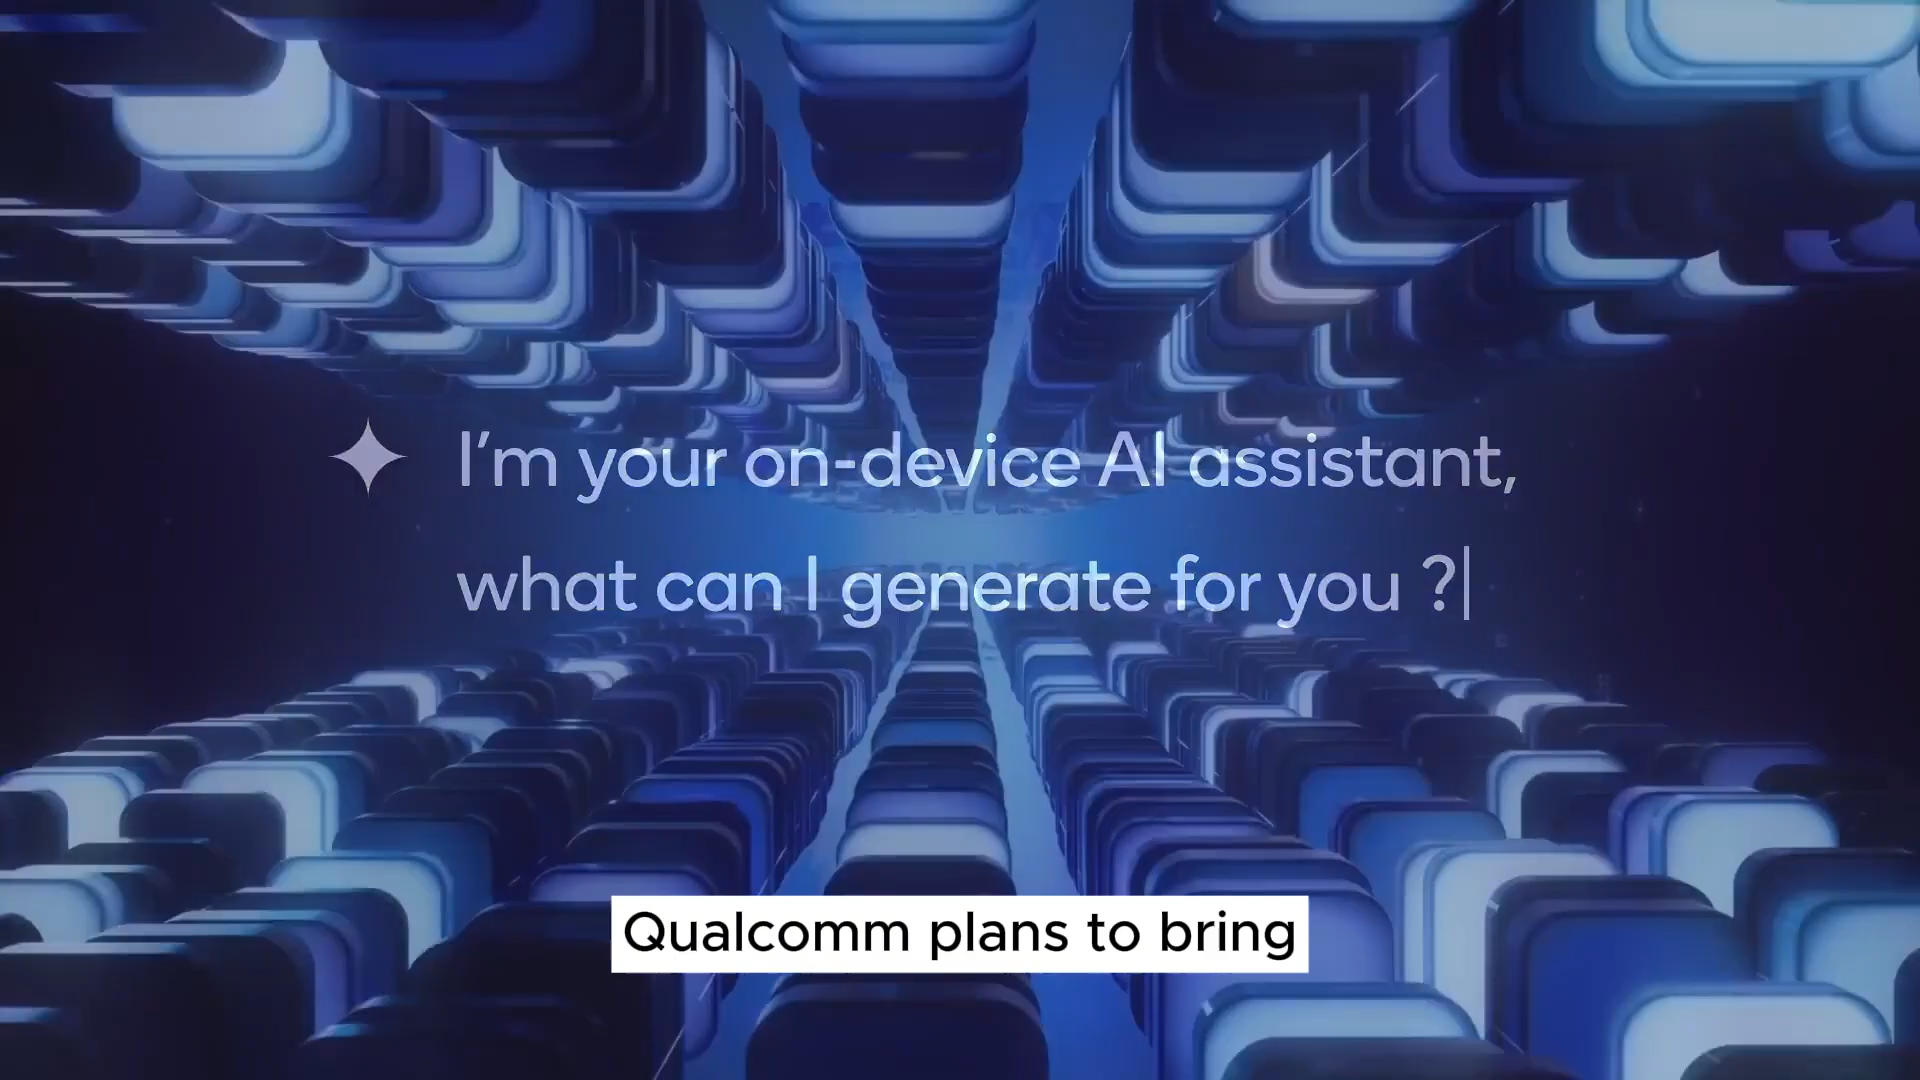 I'm your on-device AI assistant,
what can I generate for you ?|
Qualcomm plans to bring